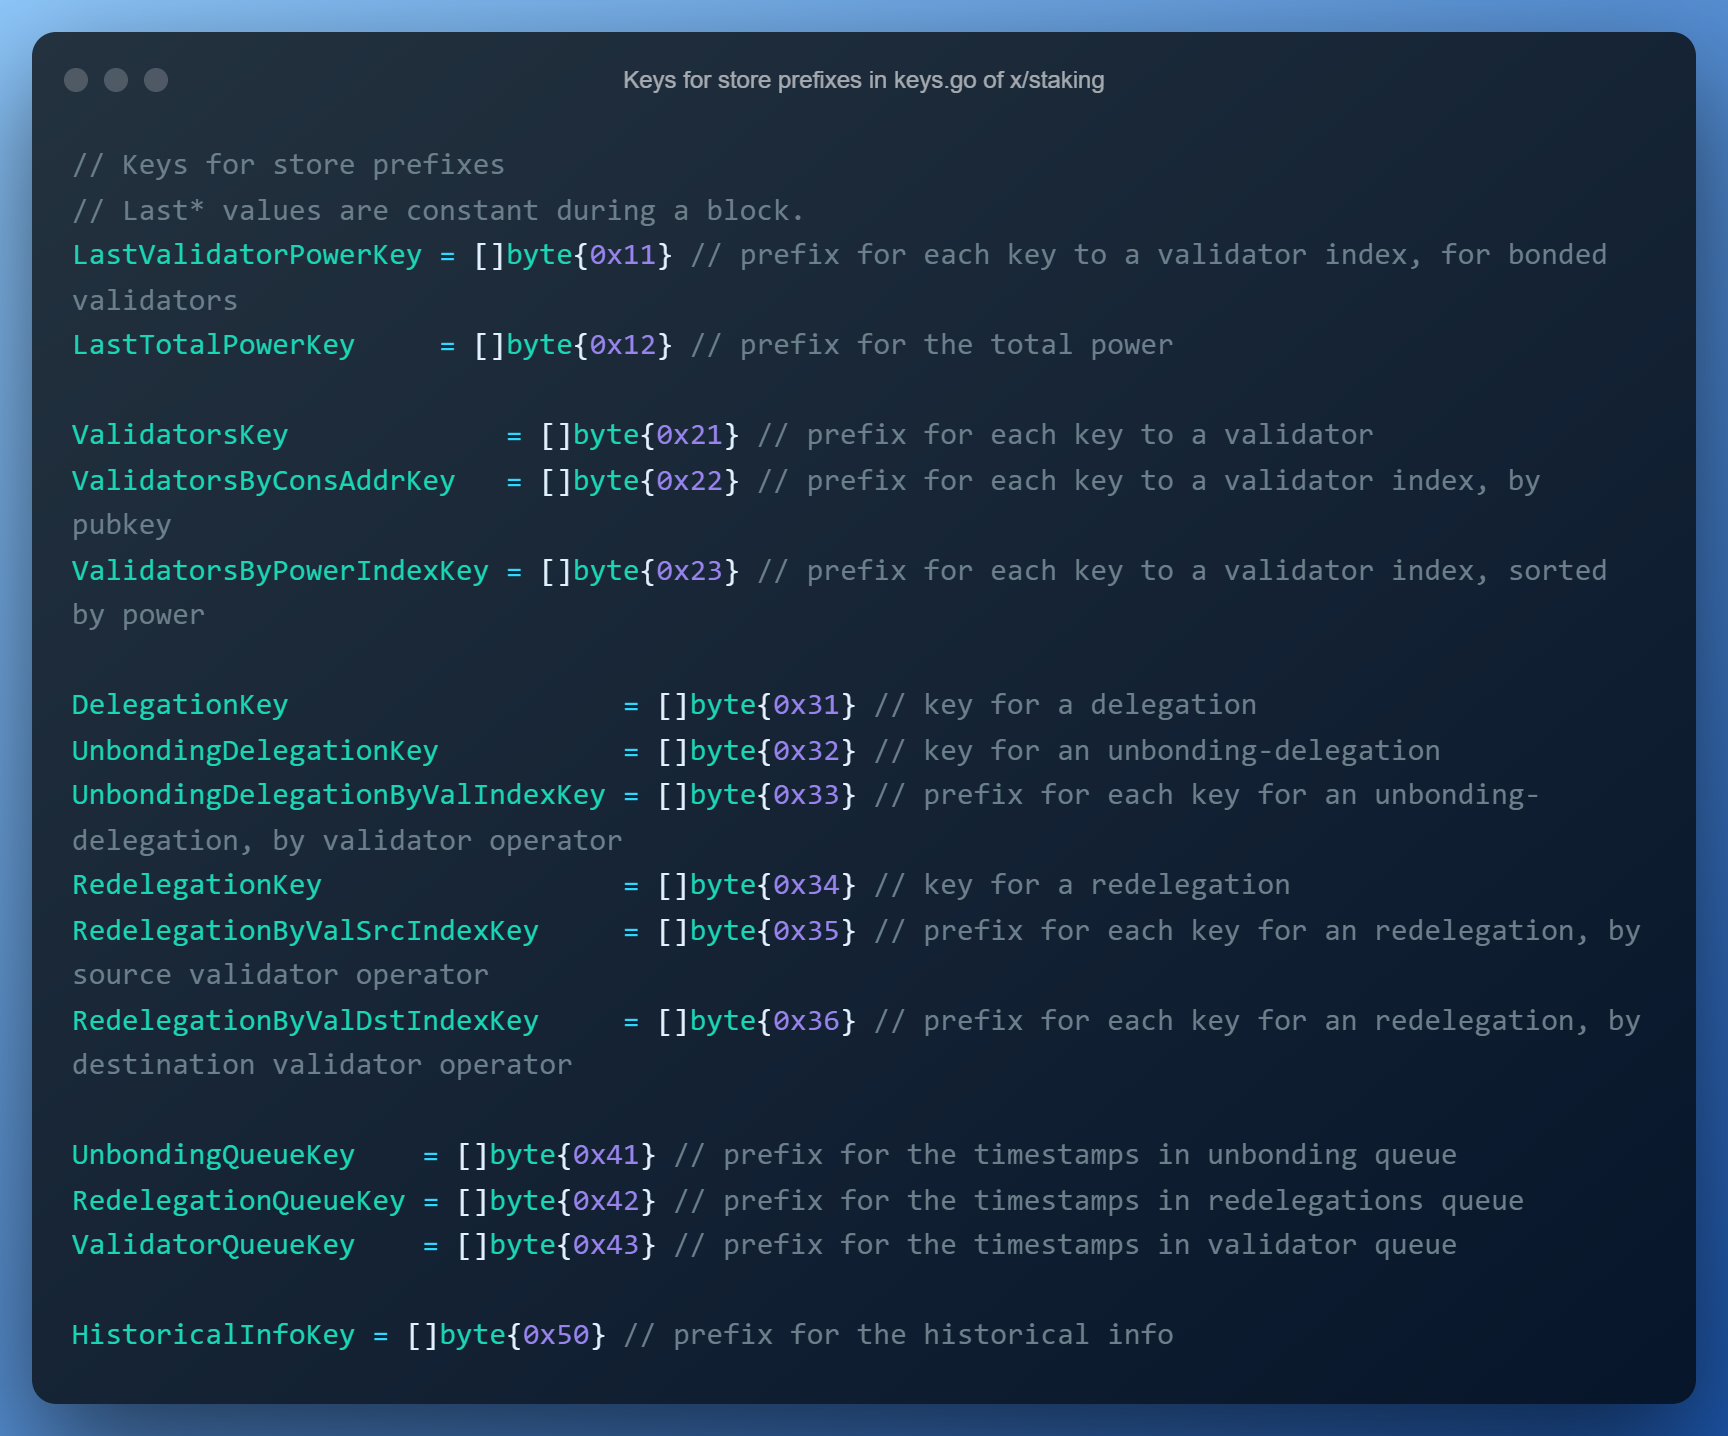 Keys for store prefixes in keys.go of x/staking
// Keys for store prefixes
// Last* values are constant during a block.
LastValidatorPowerKey = []byte{0x11} // prefix for each key to a validator index, for bonded
validators
LastTotalPowerKey     = []byte{0x12} // prefix for the total power
ValidatorsKey             = []byte{0x21} // prefix for each key to a validator
ValidatorsByConsAddrKey   = []byte{0x22} // prefix for each key to a validator index, by
pubkey
ValidatorsByPowerIndexKey = []byte{0x23} // prefix for each key to a validator index, sorted
by power
DelegationKey                    = []byte{0x31} // key for a delegation
UnbondingDelegationKey           = []byte{0x32} // key for an unbonding-delegation
UnbondingDelegationByValIndexKey = []byte{0x33} // prefix for each key for an unbonding-
delegation, by validator operator
RedelegationKey                  = []byte{0x34} // key for a redelegation
RedelegationByValSrcIndexKey     = []byte{0x35} // prefix for each key for an redelegation, by
source validator operator
RedelegationByValDstIndexKey     = []byte{0x36} // prefix for each key for an redelegation, by
destination validator operator
UnbondingQueueKey    = []byte{0x41} // prefix for the timestamps in unbonding queue
RedelegationQueueKey = []byte{0x42} // prefix for the timestamps in redelegations queue
ValidatorQueueKey    = []byte{0x43} // prefix for the timestamps in validator queue
HistoricalInfoKey = []byte{0x50} // prefix for the historical info